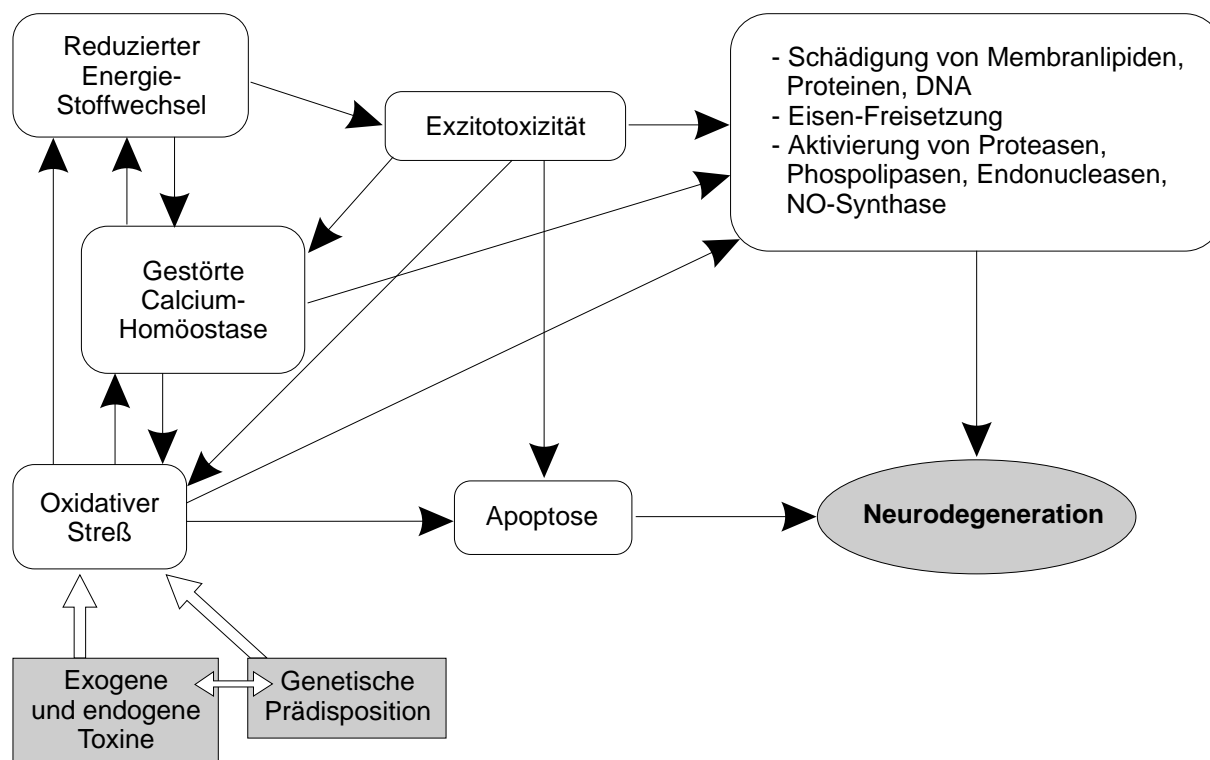 Reduzierter
Energie-
Stoffwechsel
Exzitotoxizität
- Schädigung von Membranlipiden,
Proteinen, DNA
- Eisen-Freisetzung
- Aktivierung von Proteasen,
Phospolipasen, Endonucleasen,
NO-Synthase
Gestörte
Calcium-
Homöostase
Oxidativer
Streß
Apoptose
Neurodegeneration
Exogene
und endogene
Toxine
Genetische
Prädisposition